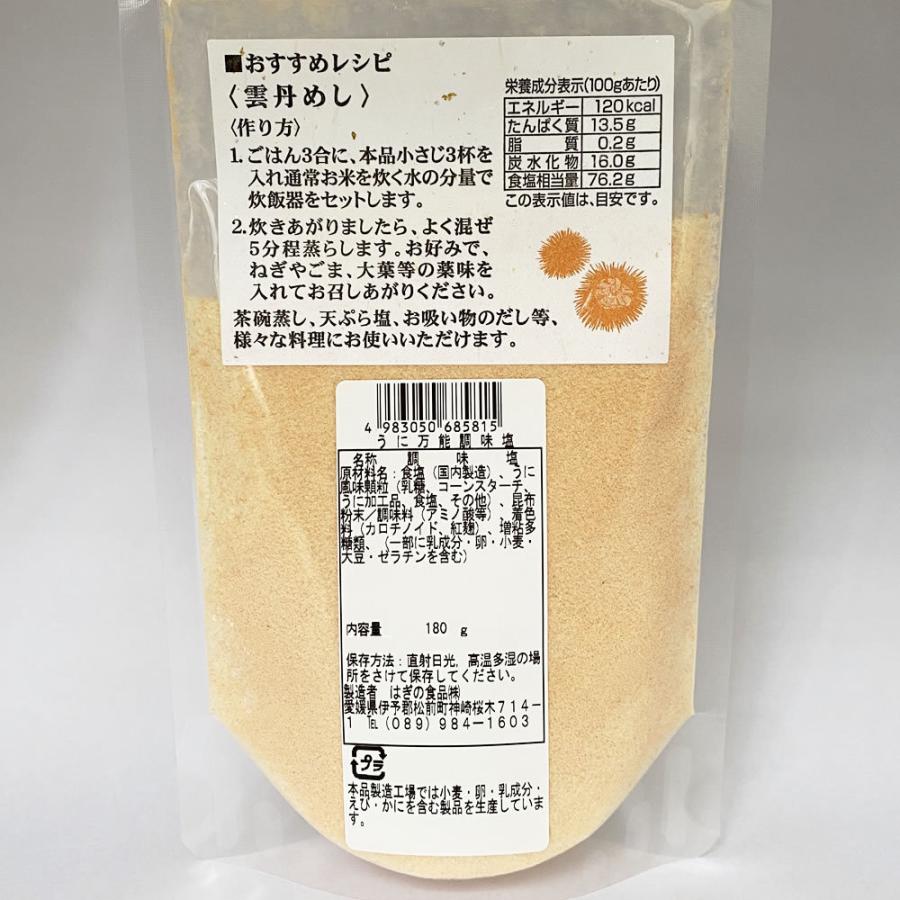 ■おすすめレシピ
〈雲丹めし〉
〈作り方〉
1.ごはん3合に、本品小さじ3杯を
入れ通常お米を炊く水の分量で
炊飯器をセットします。
2.炊きあがりましたら、よく混ぜ
5分程蒸らします。お好みで、
ねぎやごま、大葉等の薬味を
入れてお召しあがりください。
茶碗蒸し、天ぷら塩、お吸い物のだし等、
様々な料理にお使いいただけます。
栄養成分表示(100gあたり)
エネルギー 120kcal
たんぱく質 13.5g
脂質 0.2g
炭水化物 16.0g
食塩相当量 76.2g
この表示値は、目安です。
4 983050 685815
うに万能調味塩
名称 調味塩
原材料名：食塩（国内製造）、うに
風味顆粒（乳糖、コーンスターチ、
うに加工品、食塩、その他）、昆布
粉末／調味料（アミノ酸等）、着色
料（カロチノイド、紅麹）、増粘多
糖類、（一部に乳成分・卵・小麦・
大豆・ゼラチンを含む）
内容量 180 g
保存方法：直射日光，高温多湿の場
所をさけて保存してください。
製造者 はぎの食品㈱
愛媛県伊予郡松前町神崎桜木714-
1 ℡(089)984-1603
プラ
本品製造工場では小麦・卵・乳成分・
えび・かにを含む製品を生産していま
す。